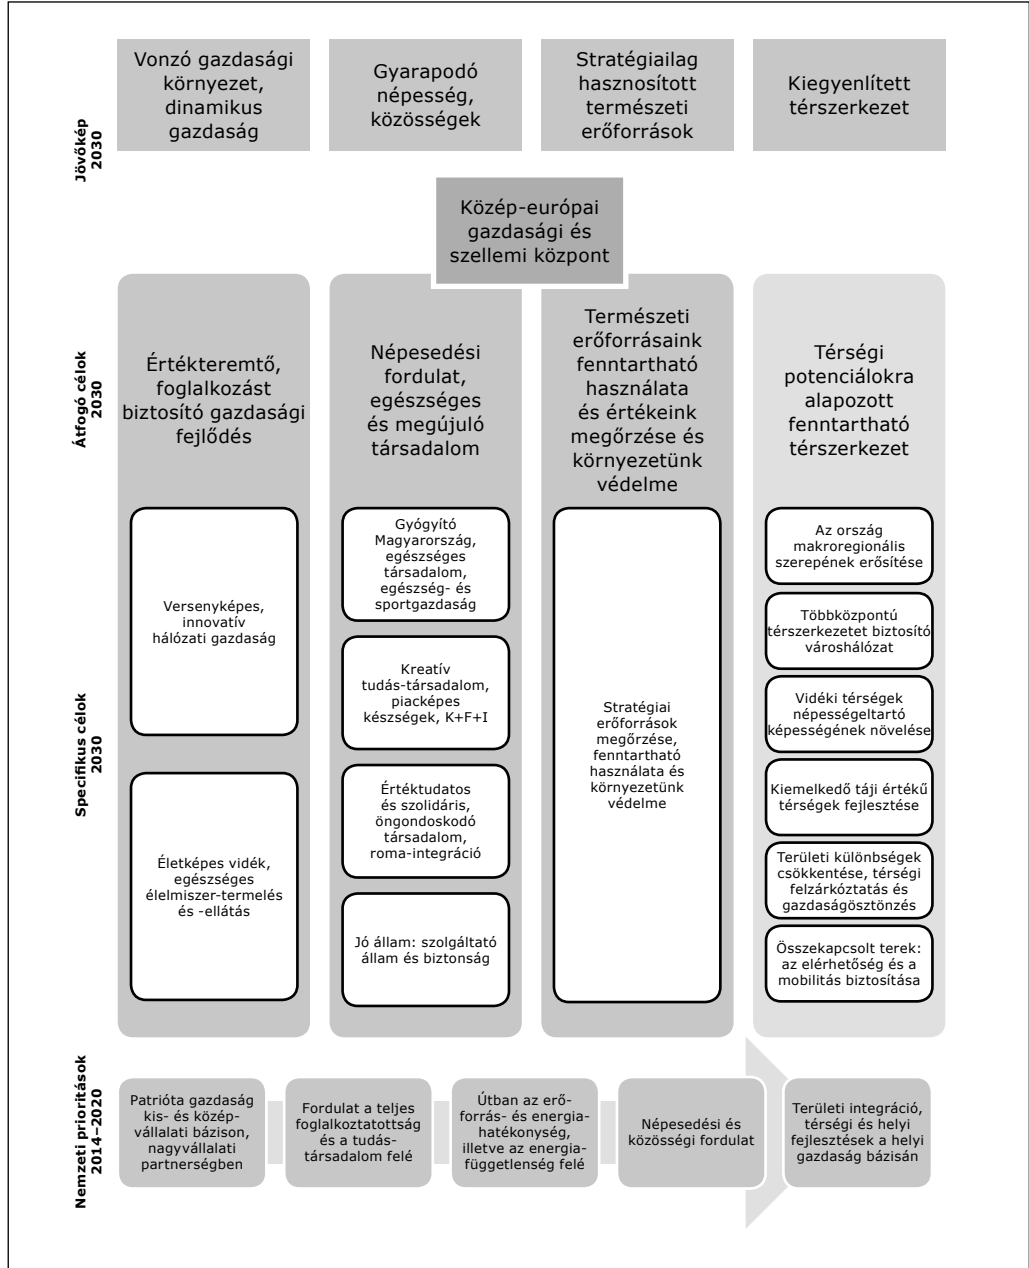 Jövőkép
2030
Vonzó gazdasági
környezet,
dinamikus
gazdaság
Gyarapodó
népesség,
közösségek
Stratégiailag
hasznosított
természeti
erőforrások
Kiegyenlített
térszerkezet
Közép-európai
gazdasági és
szellemi központ
Átfogó célok
2030
Értékteremtő,
foglalkozást
biztosító gazdasági
fejlődés
Népesedési
fordulat,
egészséges
és megújuló
társadalom
Természeti
erőforrásaink
fenntartható
használata
és értékeink
megőrzése és
környezetünk
védelme
Térségi
potenciálokra
alapozott
fenntartható
térszerkezet
Specifikus célok
2030
Versenyképes,
innovatív
hálózati gazdaság
Életképes vidék,
egészséges
élelmiszer-termelés
és -ellátás
Gyógyító
Magyarország,
egészséges
társadalom,
egészség- és
sportgazdaság
Kreatív
tudás-társadalom,
piacképes
készségek, K+F+I
Értéktudatos
és szolidáris,
öngondoskodó
társadalom,
roma-integráció
Jó állam: szolgáltató
állam és biztonság
Stratégiai
erőforrások
megőrzése,
fenntartható
használata és
környezetünk
védelme
Az ország
makroregionális
szerepének erősítése
Többközpontú
térszerkezetet biztosító
városhálózat
Vidéki térségek
népességeltartó
képességének növelése
Kiemelkedő táji értékű
térségek fejlesztése
Területi különbségek
csökkentése, térségi
felzárkóztatás és
gazdaságösztönzés
Összekapcsolt terek:
az elérhetőség és a
mobilitás biztosítása
Nemzeti prioritások
2014–2020
Patrióta gazdaság
kis- és közép-
vállalati bázison,
nagyvállalati
partnerségben
Fordulat a teljes
foglalkoztatottság
és a tudás-
társadalom felé
Útban az erő-
forrás- és energia-
hatékonység,
illetve az energia-
függetlenség felé
Népesedési és
közösségi fordulat
Területi integráció,
térségi és helyi
fejlesztések a helyi
gazdaság bázisán